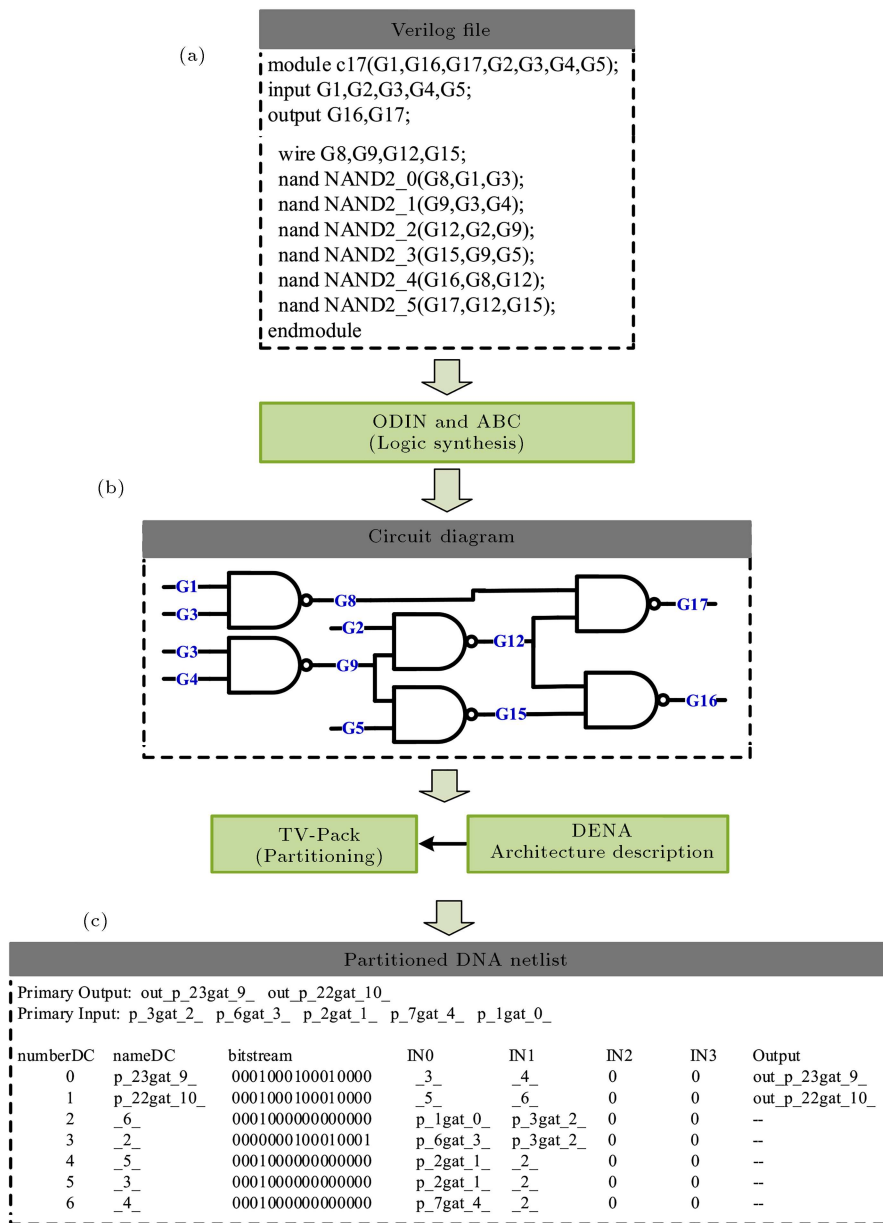 Verilog file
(a)
module c17(G1,G16,G17,G2,G3,G4,G5);
input G1,G2,G3,G4,G5;
output G16,G17;
wire G8,G9,G12,G15;
nand NAND2_0(G8,G1,G3);
nand NAND2_1(G9,G3,G4);
nand NAND2_2(G12,G2,G9);
nand NAND2_3(G15,G9,G5);
nand NAND2_4(G16,G8,G12);
nand NAND2_5(G17,G12,G15);
endmodule
ODIN and ABC
(Logic synthesis)
(b)
Circuit diagram
G1
G3
G8
G17
G2
G12
G3
G9
G4
G15
G16
G5
TV-Pack
(Partitioning)
DENA
Architecture description
(c)
Partitioned DNA netlist
Primary Output: out_p_23gat_9_ out_p_22gat_10_
Primary Input: p_3gat_2_ p_6gat_3_ p_2gat_1_ p_7gat_4_ p_1gat_0_
numberDC nameDC bitstream IN0 IN1 IN2 IN3 Output
0 p_23gat_9_ 0001000100010000 _3_ _4_ 0 0 out_p_23gat_9_
1 p_22gat_10_ 0001000100010000 _5_ _6_ 0 0 out_p_22gat_10_
2 _6_ 0001000000000000 p_1gat_0_ p_3gat_2_ 0 0 --
3 _2_ 0000000100010001 p_6gat_3_ p_3gat_2_ 0 0 --
4 _5_ 0001000000000000 p_2gat_1_ _2_ 0 0 --
5 _3_ 0001000000000000 p_2gat_1_ _2_ 0 0 --
6 _4_ 0001000000000000 p_7gat_4_ _2_ 0 0 --